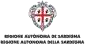 REGIONE AUTÒNOMA DE SARDIGNA
REGIONE AUTONOMA DELLA SARDEGNA